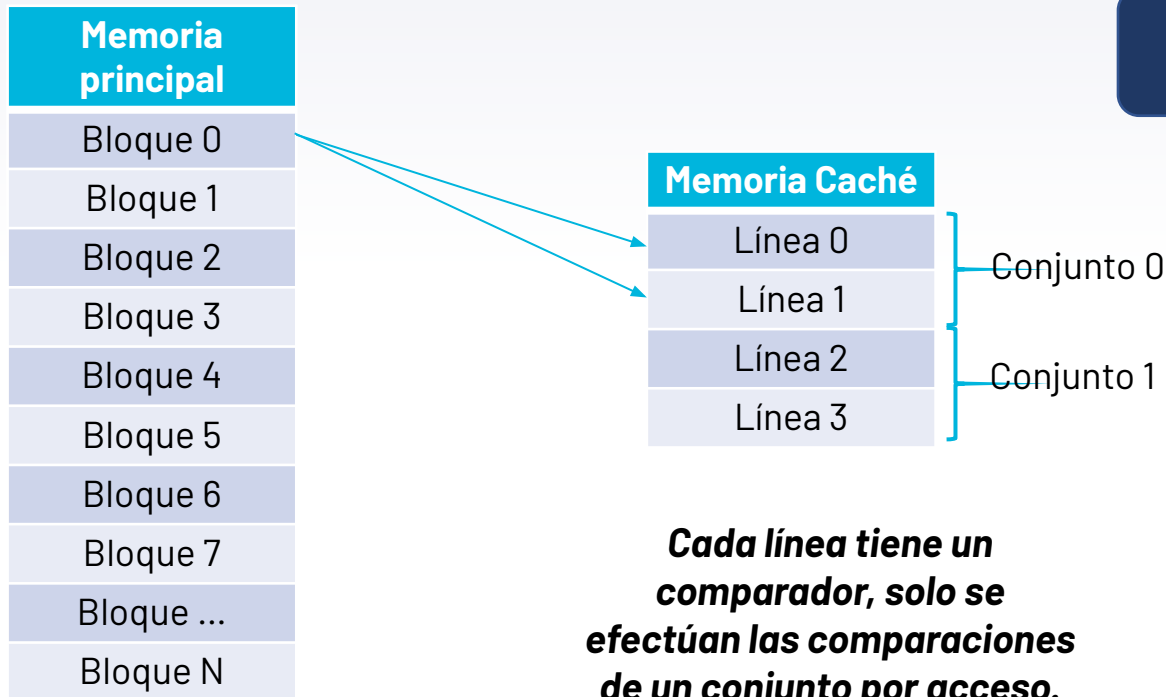 Memoria
principal
Bloque 0
Bloque 1
Bloque 2
Bloque 3
Bloque 4
Bloque 5
Bloque 6
Bloque 7
Bloque ...
Bloque N
Memoria Caché
Línea 0
Línea 1
Línea 2
Línea 3
Conjunto 0
Conjunto 1
Cada línea tiene un
comparador, solo se
efectúan las comparaciones
de un conjunto por acceso.